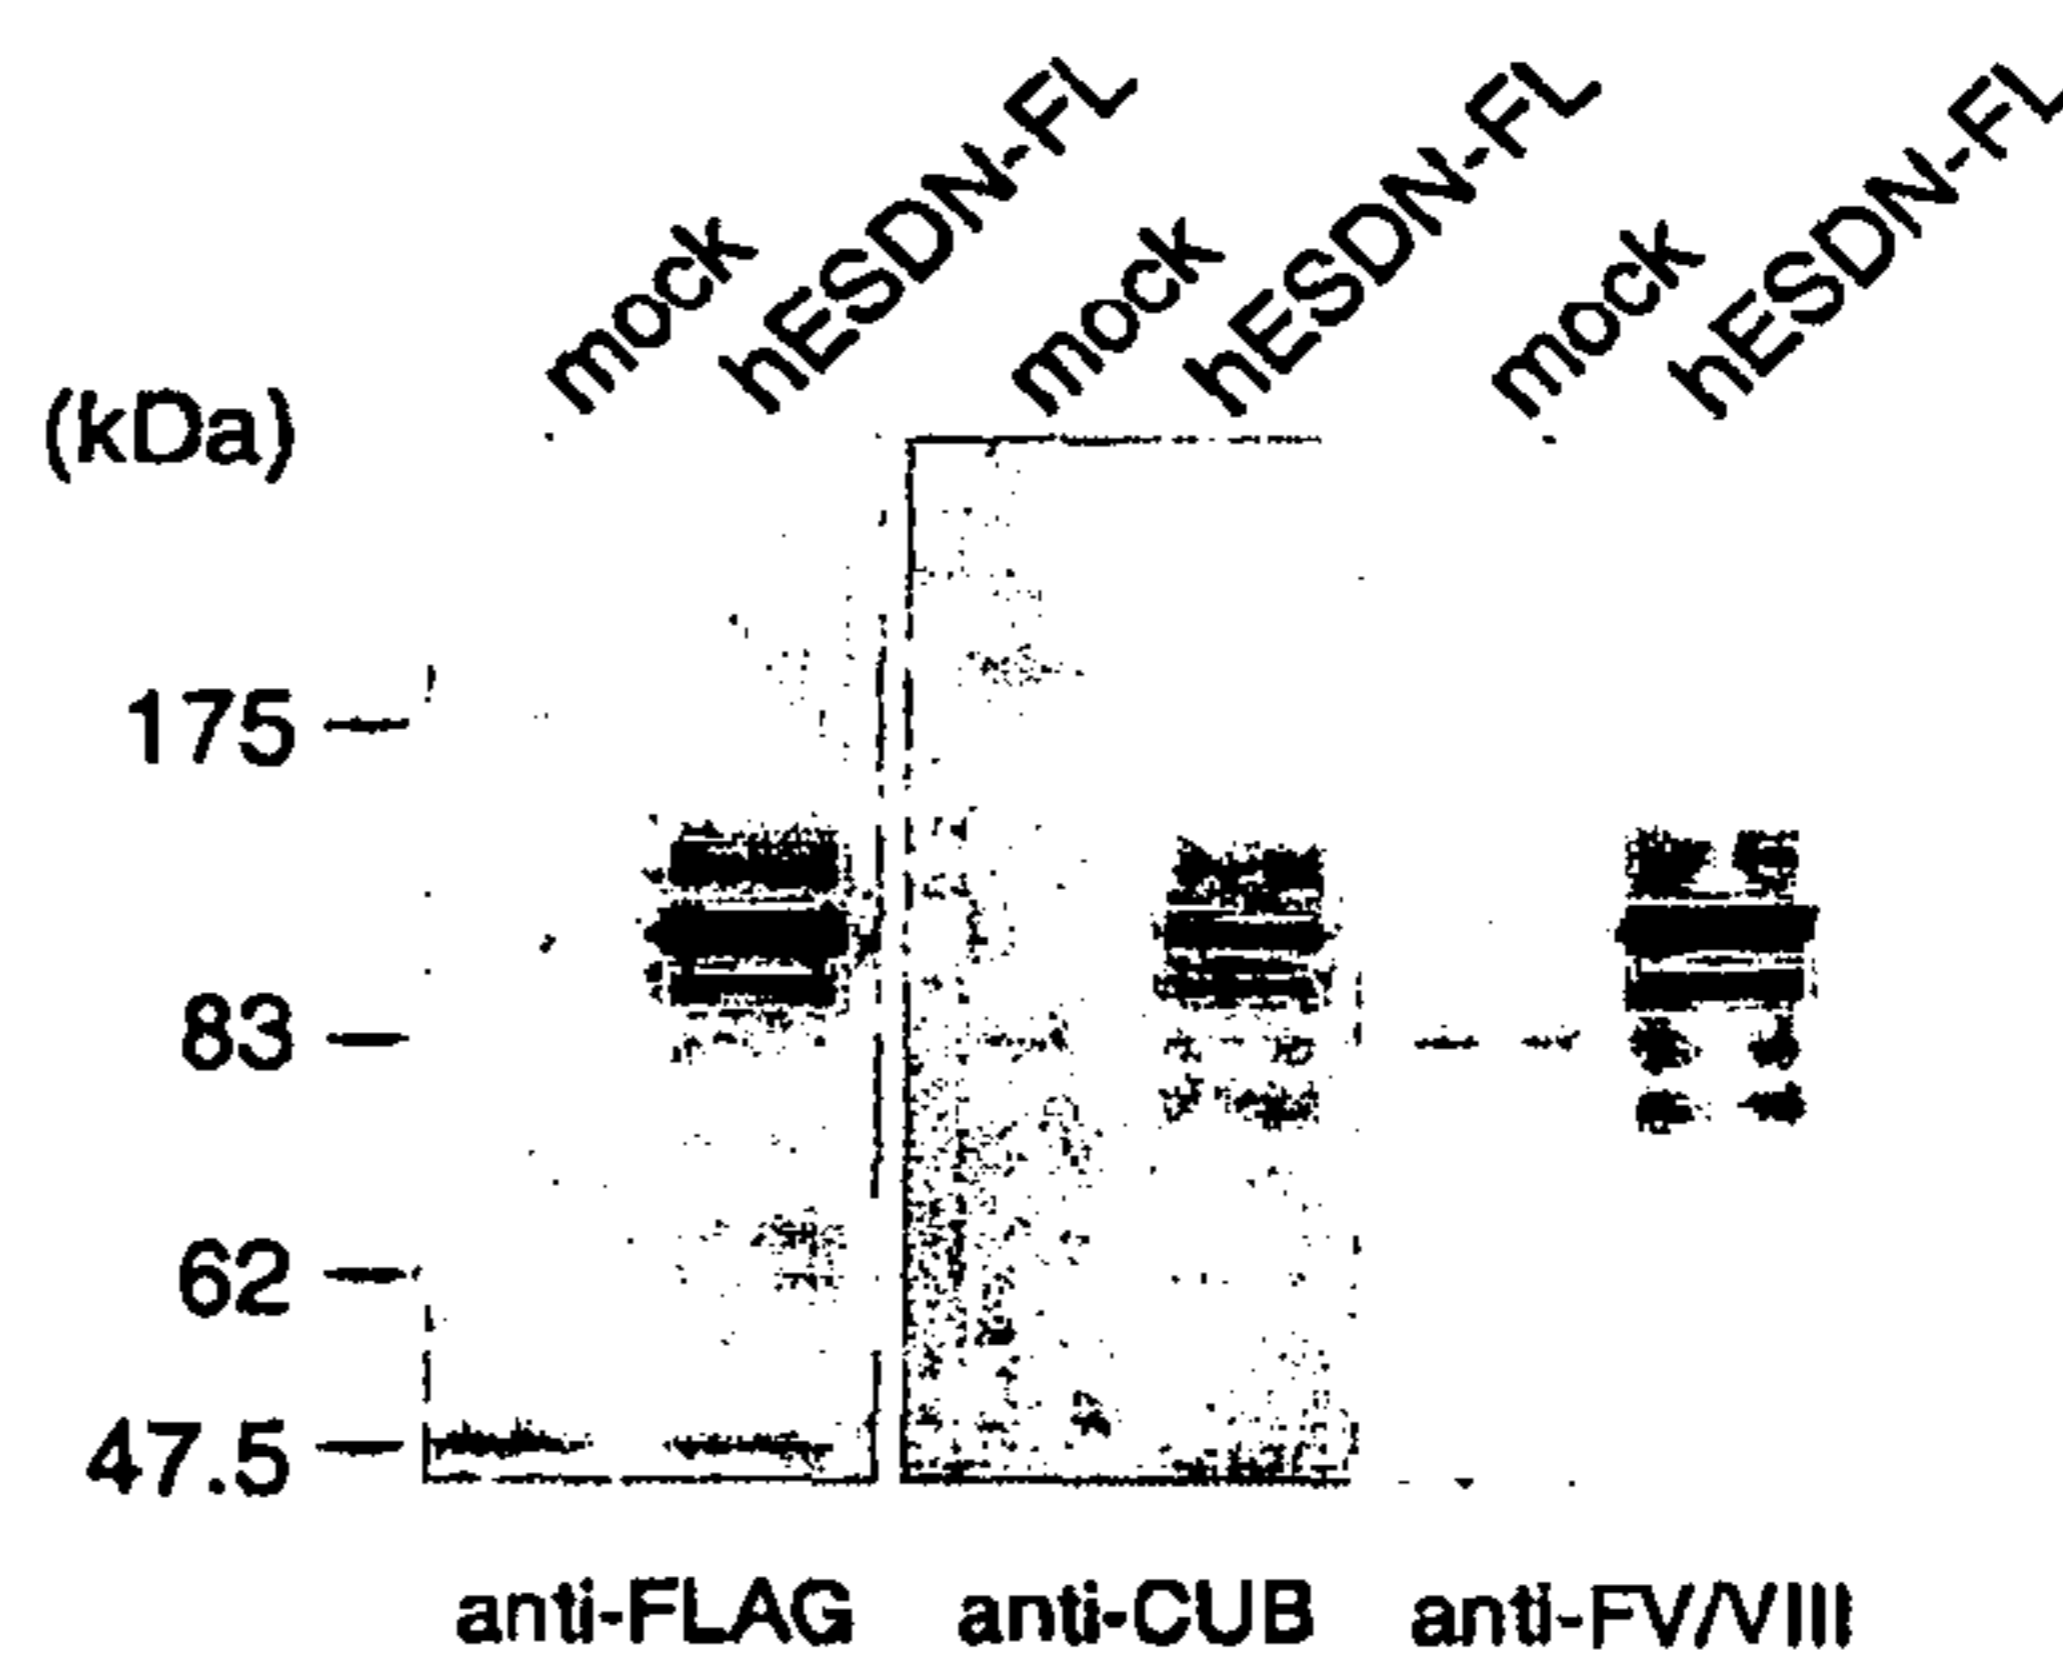 mock hESDN-FL mock hESDN-FL mock hESDN-FL
(kDa)
175
83
62
47.5
anti-FLAG anti-CUB anti-FV/VIII